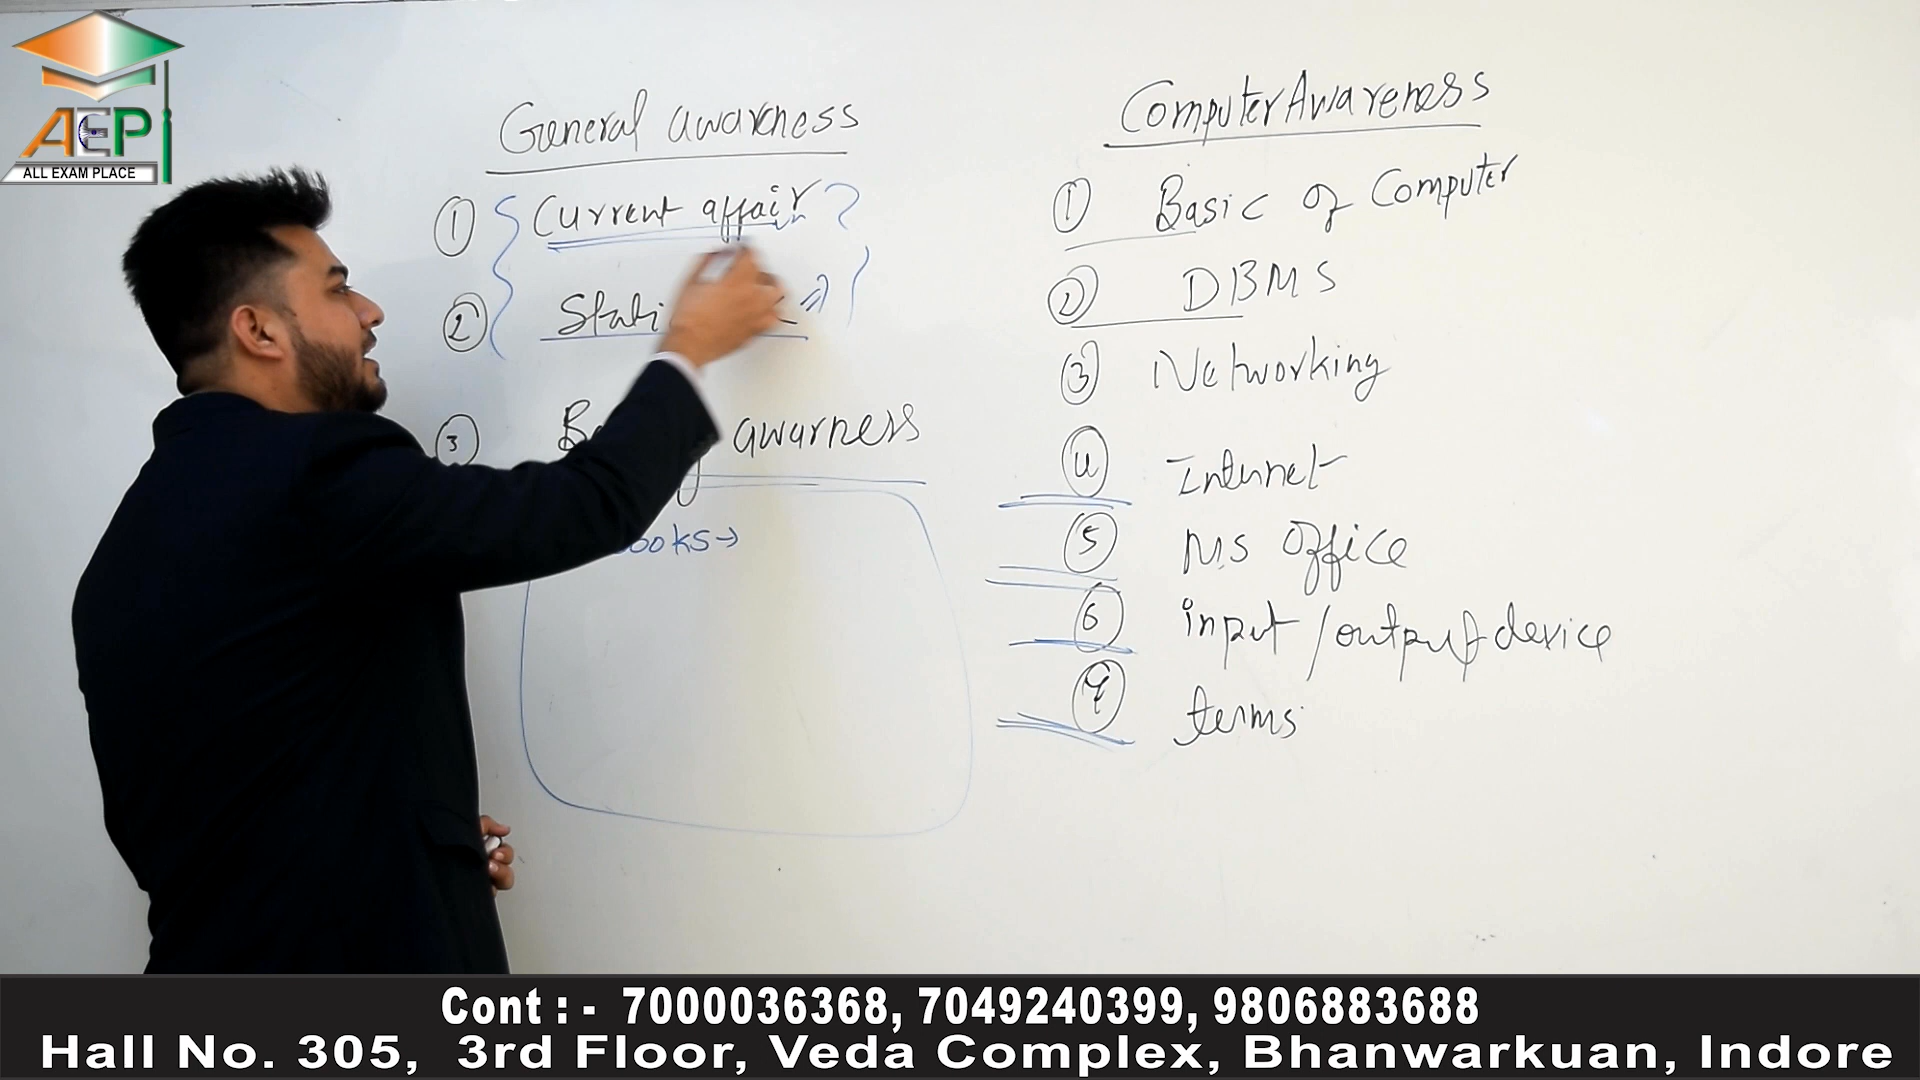 AEP
ALL EXAM PLACE
General awareness
① Current affair
②
③ awarness
ooks→
Computer Awareness
① Basic of Computer
② DBMS
③ Networking
④ Internet
⑤ MS office
⑥ input/output device
terms
Cont : - 7000036368, 7049240399, 9806883688
Hall No. 305, 3rd Floor, Veda Complex, Bhanwarkuan, Indore